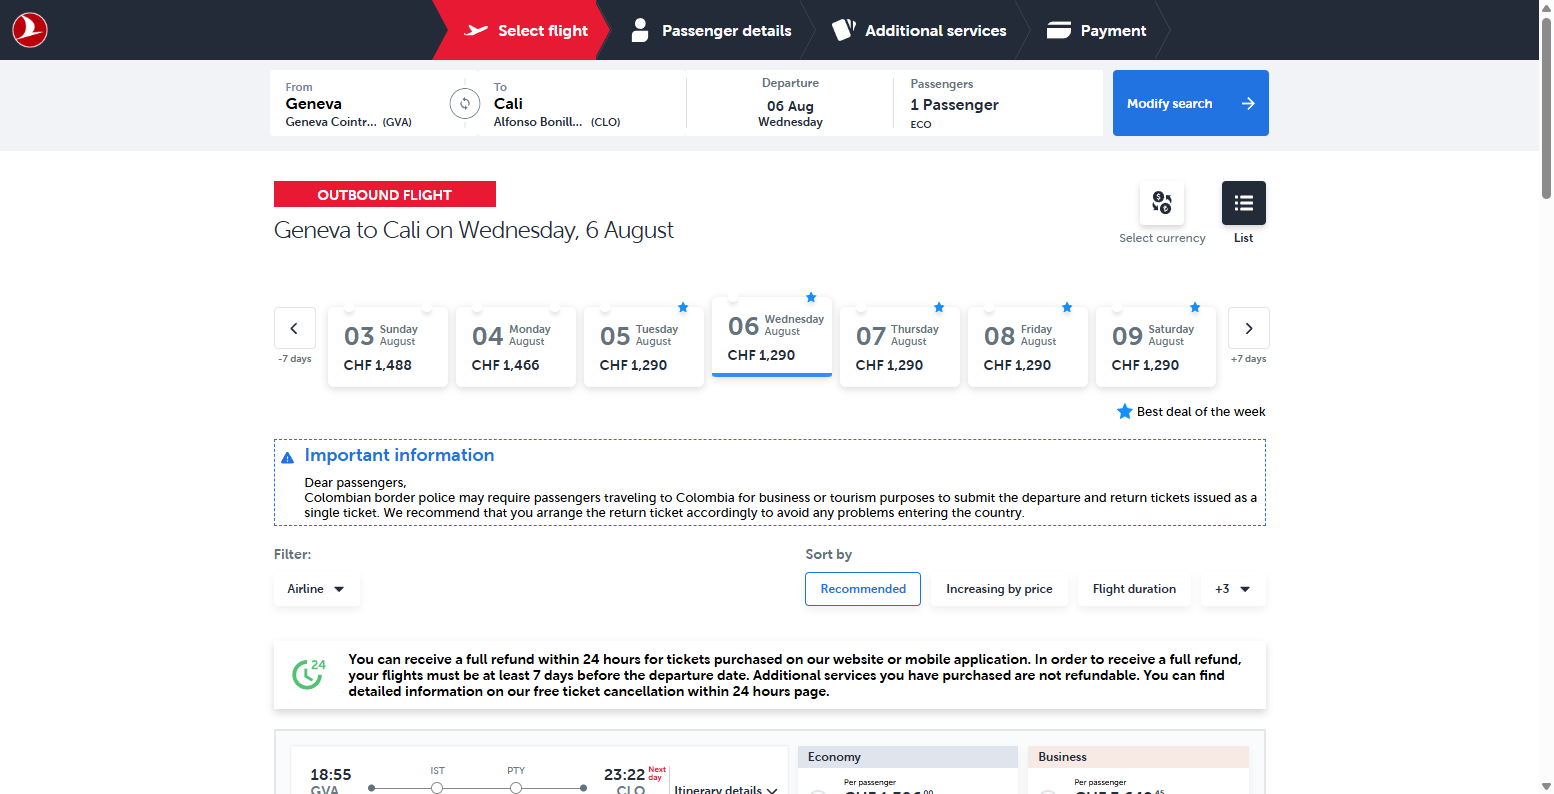 Select flight
Passenger details
Additional services
Payment
From
Geneva
Geneva Cointr... (GVA)
To
Cali
Alfonso Bonill... (CLO)
Departure
06 Aug
Wednesday
Passengers
1 Passenger
ECO
Modify search
OUTBOUND FLIGHT
Geneva to Cali on Wednesday, 6 August
Select currency
List
-7 days
03 Sunday August
CHF 1,488
04 Monday August
CHF 1,466
05 Tuesday August
CHF 1,290
06 Wednesday August
CHF 1,290
07 Thursday August
CHF 1,290
08 Friday August
CHF 1,290
09 Saturday August
CHF 1,290
+7 days
Best deal of the week
Important information
Dear passengers,
Colombian border police may require passengers traveling to Colombia for business or tourism purposes to submit the departure and return tickets issued as a
single ticket. We recommend that you arrange the return ticket accordingly to avoid any problems entering the country.
Filter:
Airline
Sort by
Recommended
Increasing by price
Flight duration
+3
24
You can receive a full refund within 24 hours for tickets purchased on our website or mobile application. In order to receive a full refund,
your flights must be at least 7 days before the departure date. Additional services you have purchased are not refundable. You can find
detailed information on our free ticket cancellation within 24 hours page.
18:55
GVA
IST
PTY
23:22 Next day
CLO
Itinerary details
Economy
Per passenger
Business
Per passenger